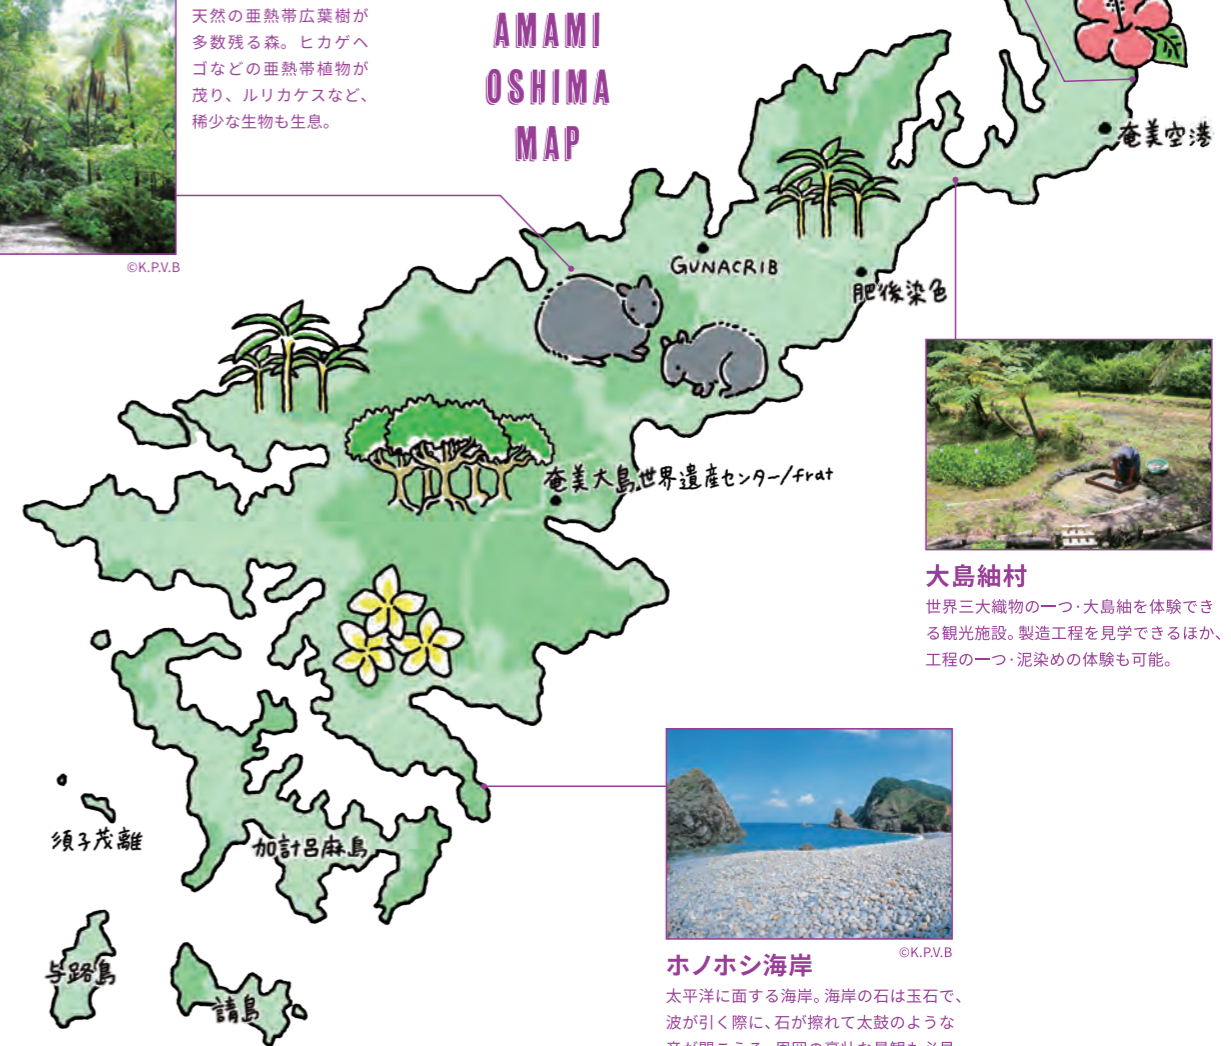 天然の亜熱帯広葉樹が
多数残る森。ヒカゲヘ
ゴなどの亜熱帯植物が
茂り、ルリカケスなど、
稀少な生物も生息。
©K.P.V.B
AMAMI
OSHIMA
MAP
奄美空港
GUNACRIB
肥後染色
奄美大島世界遺産センター/frat
大島紬村
世界三大織物の一つ·大島紬を体験でき
る観光施設。製造工程を見学できるほか、
工程の一つ·泥染めの体験も可能。
須子茂離
加計呂麻島
与路島
請島
©K.P.V.B
ホノホシ海岸
太平洋に面する海岸。海岸の石は玉石で、
波が引く際に、石が擦れて太鼓のような